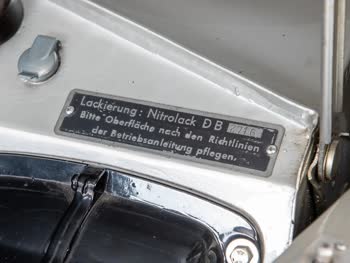 Lackierung: Nitrolack DB
Bitte Oberfläche nach den Richtlinien
der Betriebsanleitung pflegen.